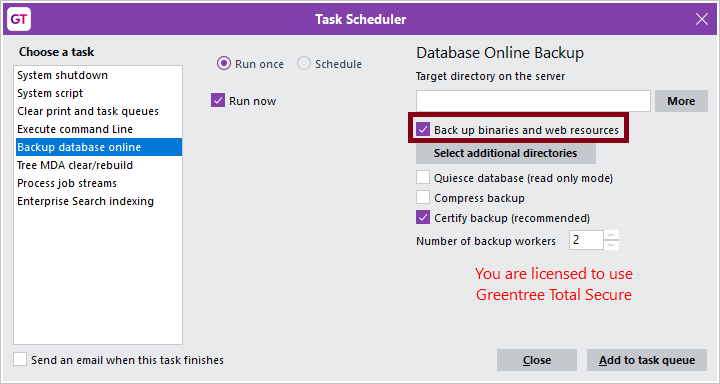 GT
Task Scheduler
Choose a task
System shutdown
System script
Clear print and task queues
Execute command Line
Backup database online
Tree MDA clear/rebuild
Process job streams
Enterprise Search indexing
Run once
Schedule
Run now
Database Online Backup
Target directory on the server
More
Back up binaries and web resources
Select additional directories
Quiesce database (read only mode)
Compress backup
Certify backup (recommended)
Number of backup workers
2
You are licensed to use
Greentree Total Secure
Send an email when this task finishes
Close
Add to task queue